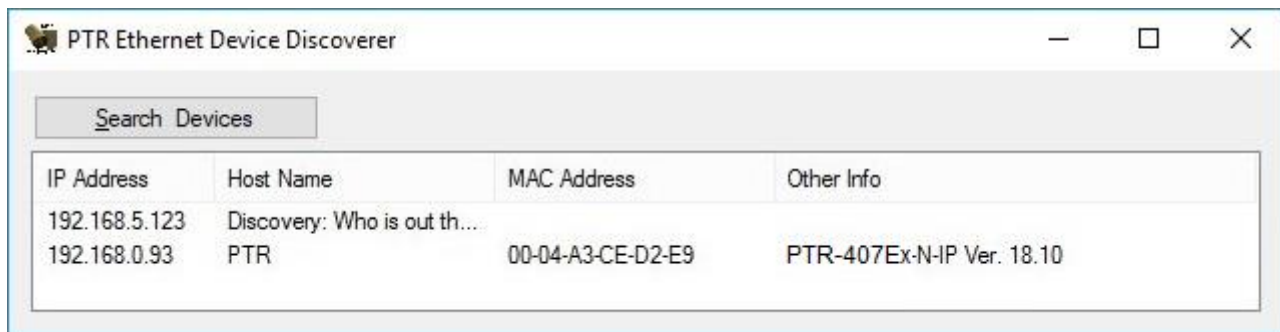 PTR Ethernet Device Discoverer
Search Devices
IP Address Host Name MAC Address Other Info
192.168.5.123 Discovery: Who is out th...
192.168.0.93 PTR 00-04-A3-CE-D2-E9 PTR-407Ex-N-IP Ver. 18.10